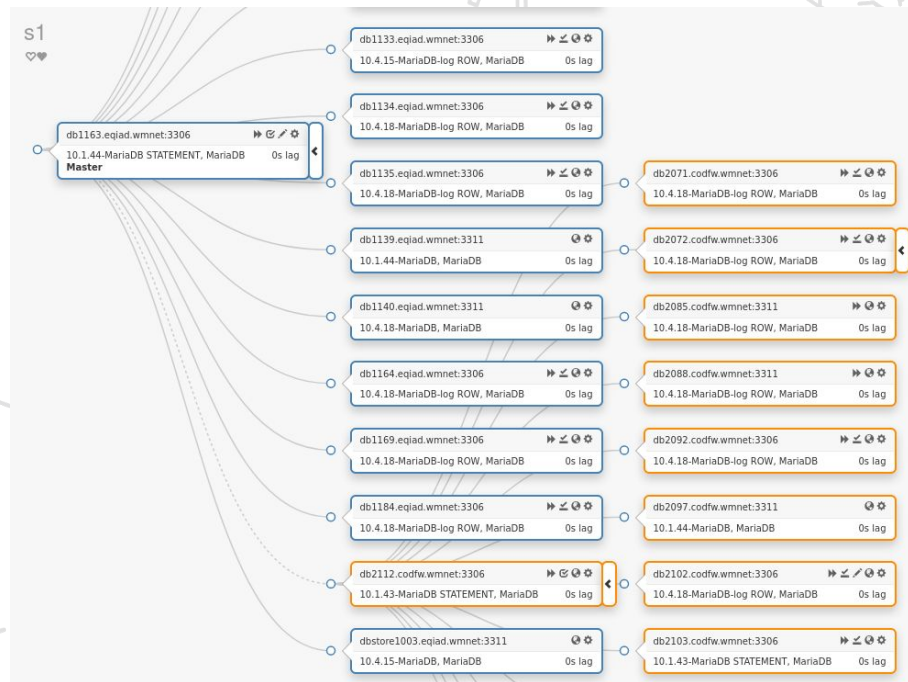 s1
db1163.eqiad.wmnet:3306
10.1.44-MariaDB STATEMENT, MariaDB 0s lag
Master
db1133.eqiad.wmnet:3306
10.4.15-MariaDB-log ROW, MariaDB 0s lag
db1134.eqiad.wmnet:3306
10.4.18-MariaDB-log ROW, MariaDB 0s lag
db1135.eqiad.wmnet:3306
10.4.18-MariaDB-log ROW, MariaDB 0s lag
db1139.eqiad.wmnet:3311
10.1.44-MariaDB, MariaDB 0s lag
db1140.eqiad.wmnet:3311
10.4.18-MariaDB, MariaDB 0s lag
db1164.eqiad.wmnet:3306
10.4.18-MariaDB-log ROW, MariaDB 0s lag
db1169.eqiad.wmnet:3306
10.4.18-MariaDB-log ROW, MariaDB 0s lag
db1184.eqiad.wmnet:3306
10.4.18-MariaDB-log ROW, MariaDB 0s lag
db2112.codfw.wmnet:3306
10.1.43-MariaDB STATEMENT, MariaDB 0s lag
dbstore1003.eqiad.wmnet:3311
10.4.15-MariaDB, MariaDB 0s lag
db2071.codfw.wmnet:3306
10.4.18-MariaDB-log ROW, MariaDB 0s lag
db2072.codfw.wmnet:3306
10.4.18-MariaDB-log ROW, MariaDB 0s lag
db2085.codfw.wmnet:3311
10.4.18-MariaDB-log ROW, MariaDB 0s lag
db2088.codfw.wmnet:3311
10.4.18-MariaDB-log ROW, MariaDB 0s lag
db2092.codfw.wmnet:3306
10.4.18-MariaDB-log ROW, MariaDB 0s lag
db2097.codfw.wmnet:3311
10.1.44-MariaDB, MariaDB 0s lag
db2102.codfw.wmnet:3306
10.4.18-MariaDB-log ROW, MariaDB 0s lag
db2103.codfw.wmnet:3306
10.1.43-MariaDB STATEMENT, MariaDB 0s lag